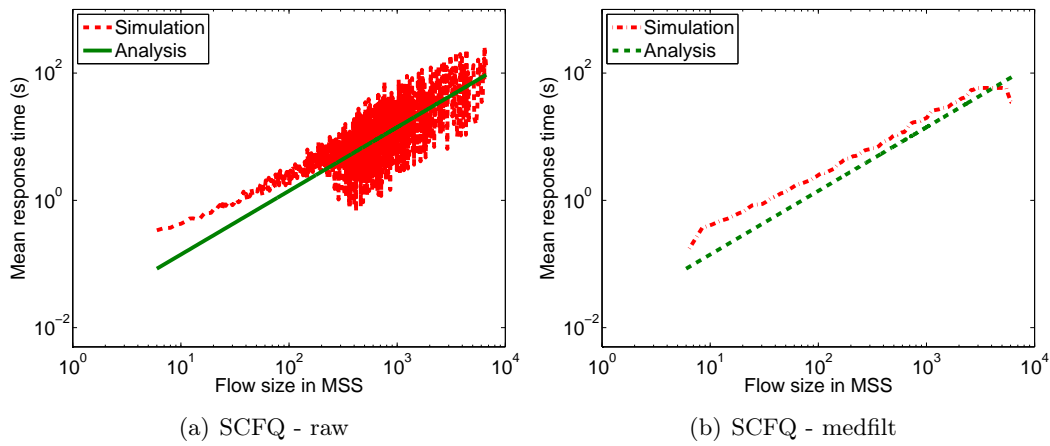 Simulation
Analysis
Mean response time (s)
10^2
10^0
10^−2
10^0 10^1 10^2 10^3 10^4
Flow size in MSS
(a) SCFQ - raw
Simulation
Analysis
Mean response time (s)
10^2
10^0
10^−2
10^0 10^1 10^2 10^3 10^4
Flow size in MSS
(b) SCFQ - medfilt